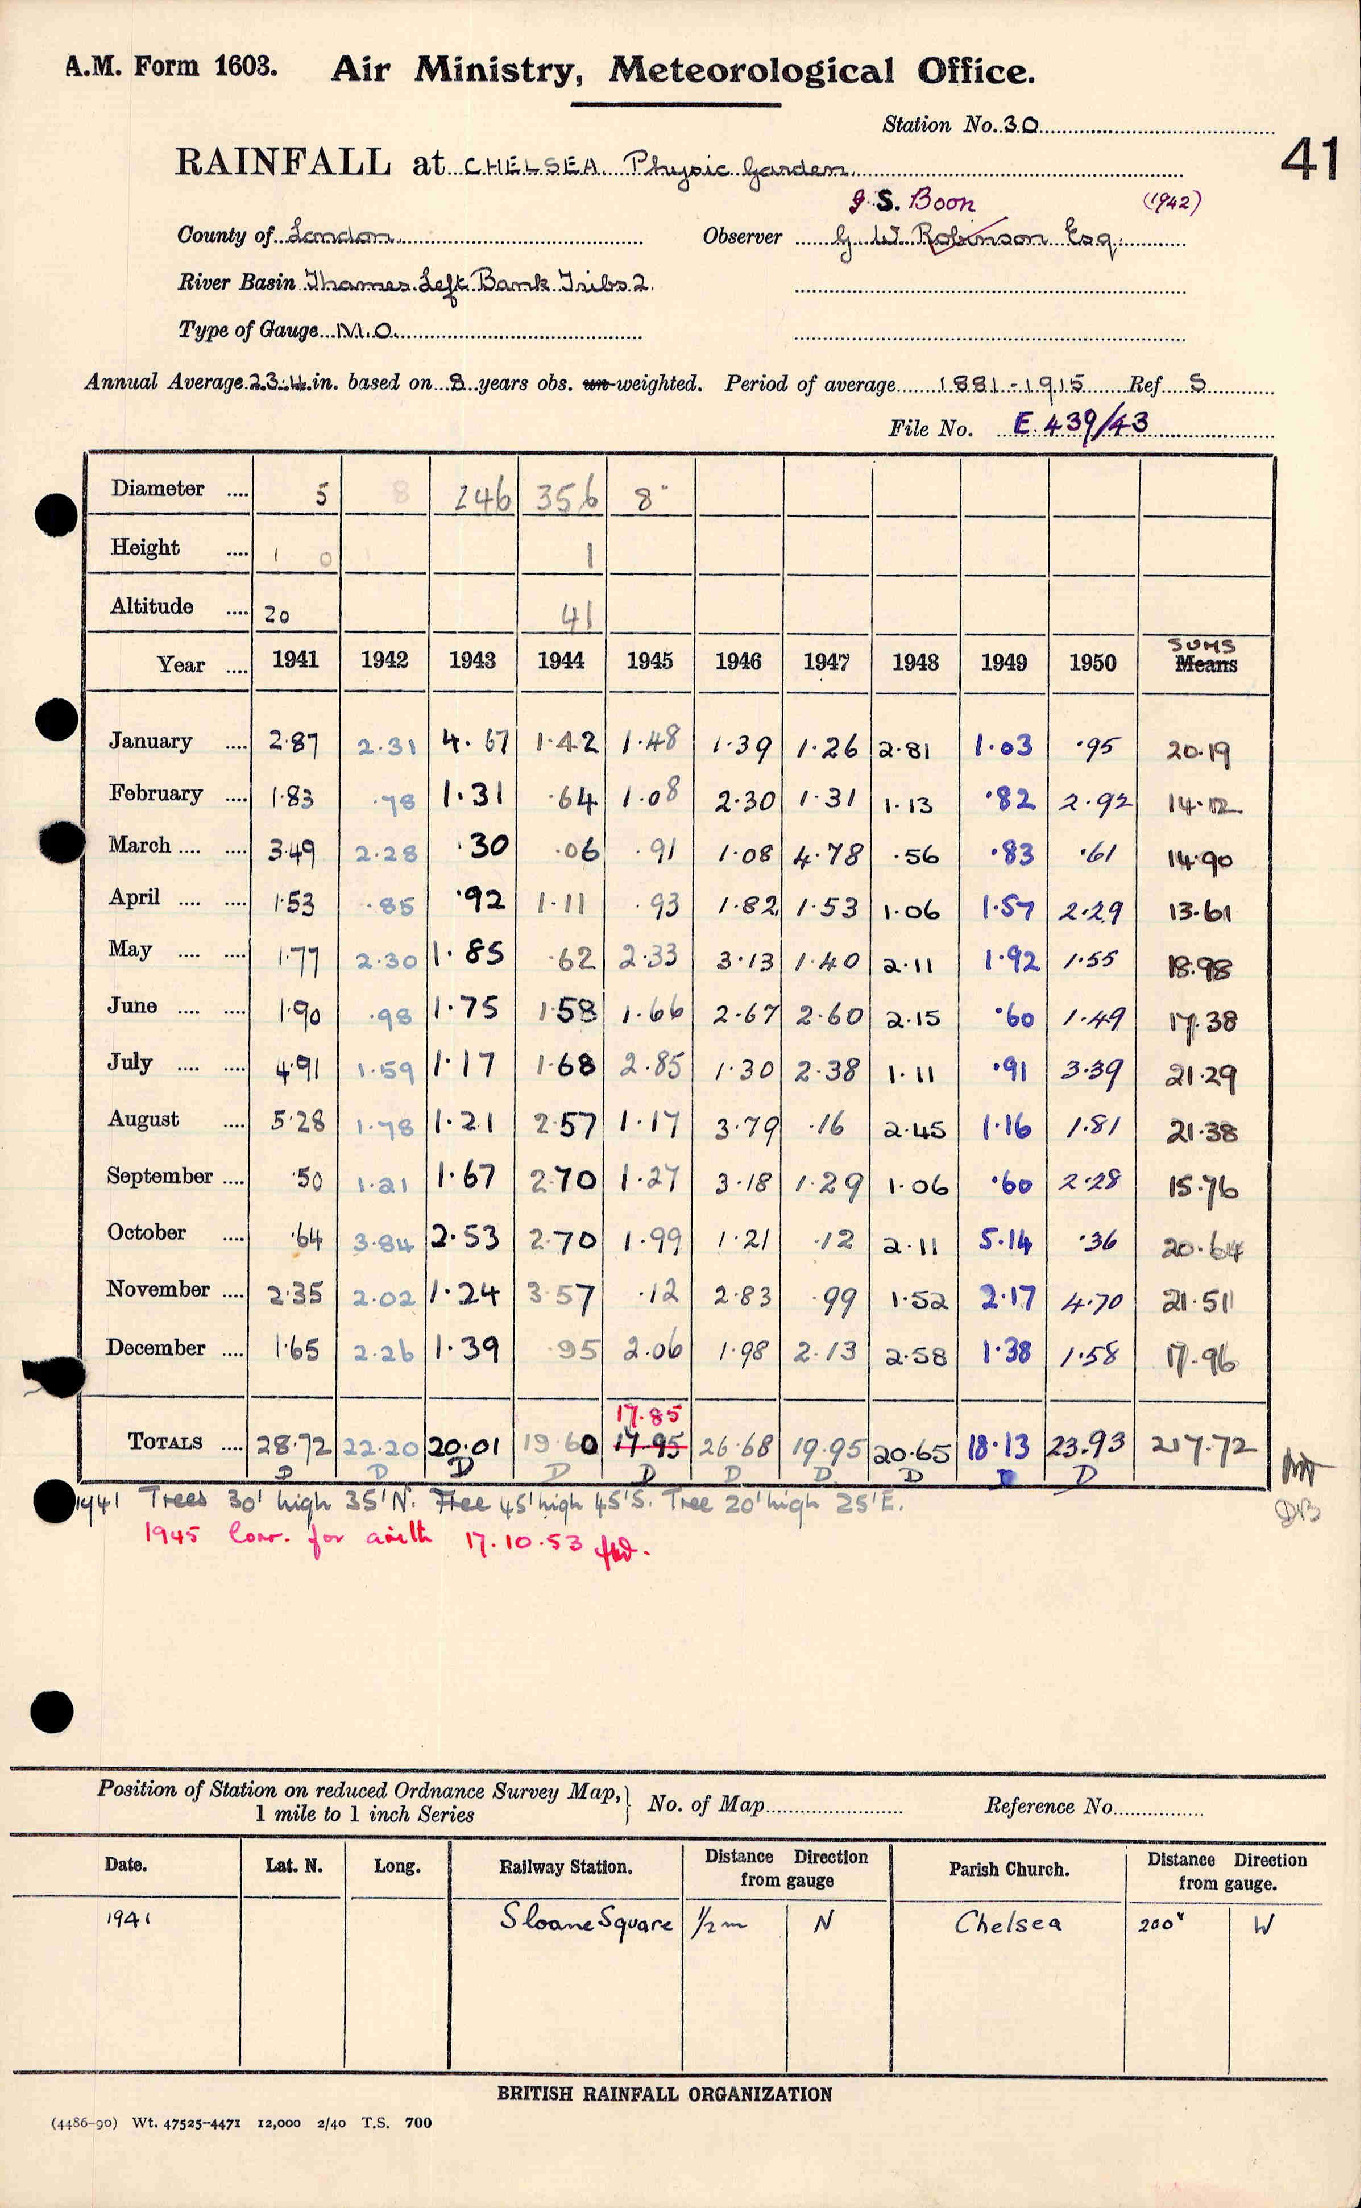 A.M. Form 1603. Air Ministry, Meteorological Office.
Station No. 30
41
RAINFALL at CHELSEA Physic Garden
J. S. Boon (1942)
County of London Observer G W Robinson Esq.
River Basin Thames Left Bank Tribs 2.
Type of Gauge M.O.
Annual Average 23.4 in. based on 8 years obs. un-weighted. Period of average 1881-1915 Ref S
File No. E 439/43
Diameter .... 5 8 246 356 8"
Height .... 1 0 1
Altitude .... 20 41
SUMS
Year .... 1941 1942 1943 1944 1945 1946 1947 1948 1949 1950 Means
January .... 2.87 2.31 4.67 1.42 1.48 1.39 1.26 2.81 1.03 .95 20.19
February .... 1.83 .78 1.31 .64 1.08 2.30 1.31 1.13 .82 2.92 14.12
March .... .... 3.49 2.28 .30 .06 .91 1.08 4.78 .56 .83 .61 14.90
April .... .... 1.53 .85 .92 1.11 .93 1.82 1.53 1.06 1.57 2.29 13.61
May .... .... 1.77 2.30 1.85 .62 2.33 3.13 1.40 2.11 1.92 1.55 18.98
June .... .... 1.90 .98 1.75 1.58 1.66 2.67 2.60 2.15 .60 1.49 17.38
July .... .... 4.91 1.59 1.17 1.68 2.85 1.30 2.38 1.11 .91 3.39 21.29
August .... 5.28 1.78 1.21 2.57 1.17 3.79 .16 2.45 1.16 1.81 21.38
September .... .50 1.21 1.67 2.70 1.27 3.18 1.29 1.06 .60 2.28 15.76
October .... .64 3.84 2.53 2.70 1.99 1.21 .12 2.11 5.14 .36 20.64
November .... 2.35 2.02 1.24 3.57 .12 2.83 .99 1.52 2.17 4.70 21.51
December .... 1.65 2.26 1.39 .95 2.06 1.98 2.13 2.58 1.38 1.58 17.96
17.85
TOTALS .... 28.72 22.20 20.01 19.60 17.95 26.68 19.95 20.65 18.13 23.93 217.72
D D D D D D D D D D
1941 Trees 30' high 35' N. Tree 45' high 45' S. Tree 20' high 25' E.
DB
1945 Corr. for arith 17.10.53
Position of Station on reduced Ordnance Survey Map, 1 mile to 1 inch Series } No. of Map Reference No.
Date. Lat. N. Long. Railway Station. Distance Direction from gauge Parish Church. Distance Direction from gauge.
1941 Sloane Square 1/2 m N Chelsea 200x W
BRITISH RAINFALL ORGANIZATION
(4486-90) Wt. 47525-4471 12,000 2/40 T.S. 700